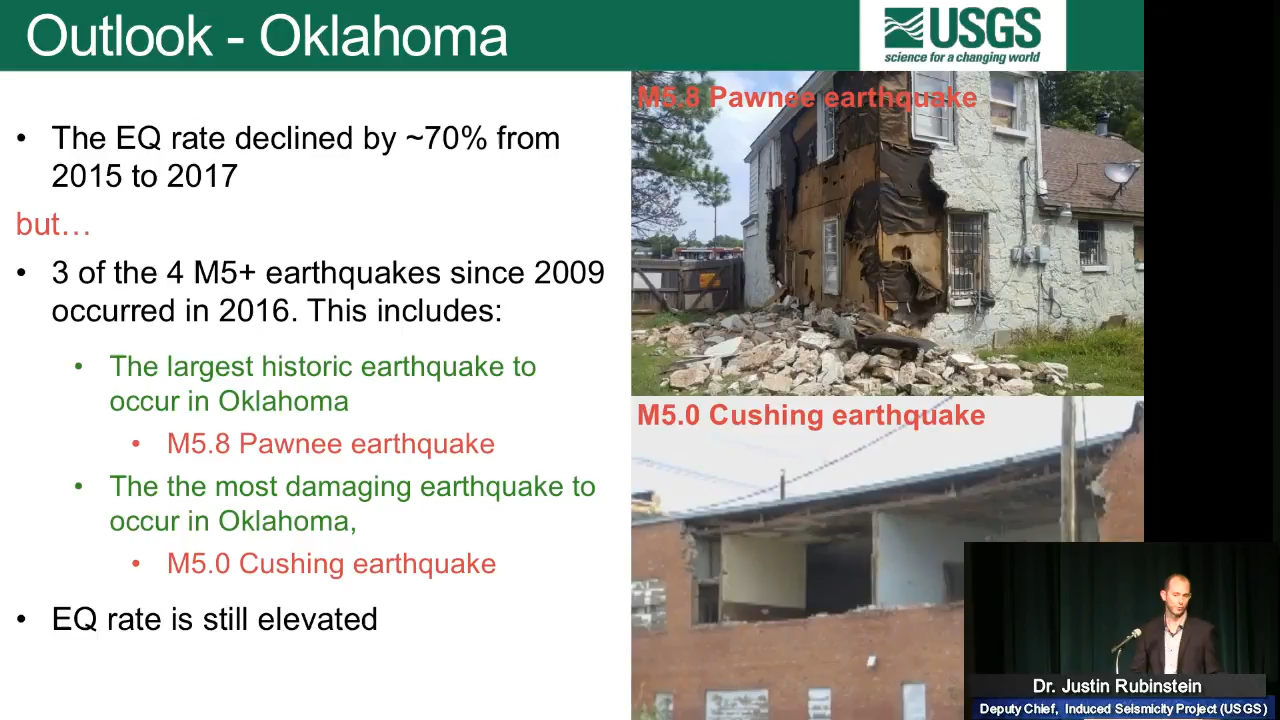 Outlook - Oklahoma
USGS
science for a changing world
• The EQ rate declined by ~70% from
2015 to 2017
but…
• 3 of the 4 M5+ earthquakes since 2009
occurred in 2016. This includes:
• The largest historic earthquake to
occur in Oklahoma
• M5.8 Pawnee earthquake
• The the most damaging earthquake to
occur in Oklahoma,
• M5.0 Cushing earthquake
• EQ rate is still elevated
M5.8 Pawnee earthquake
M5.0 Cushing earthquake
Dr. Justin Rubinstein
Deputy Chief, Induced Seismicity Project (USGS)